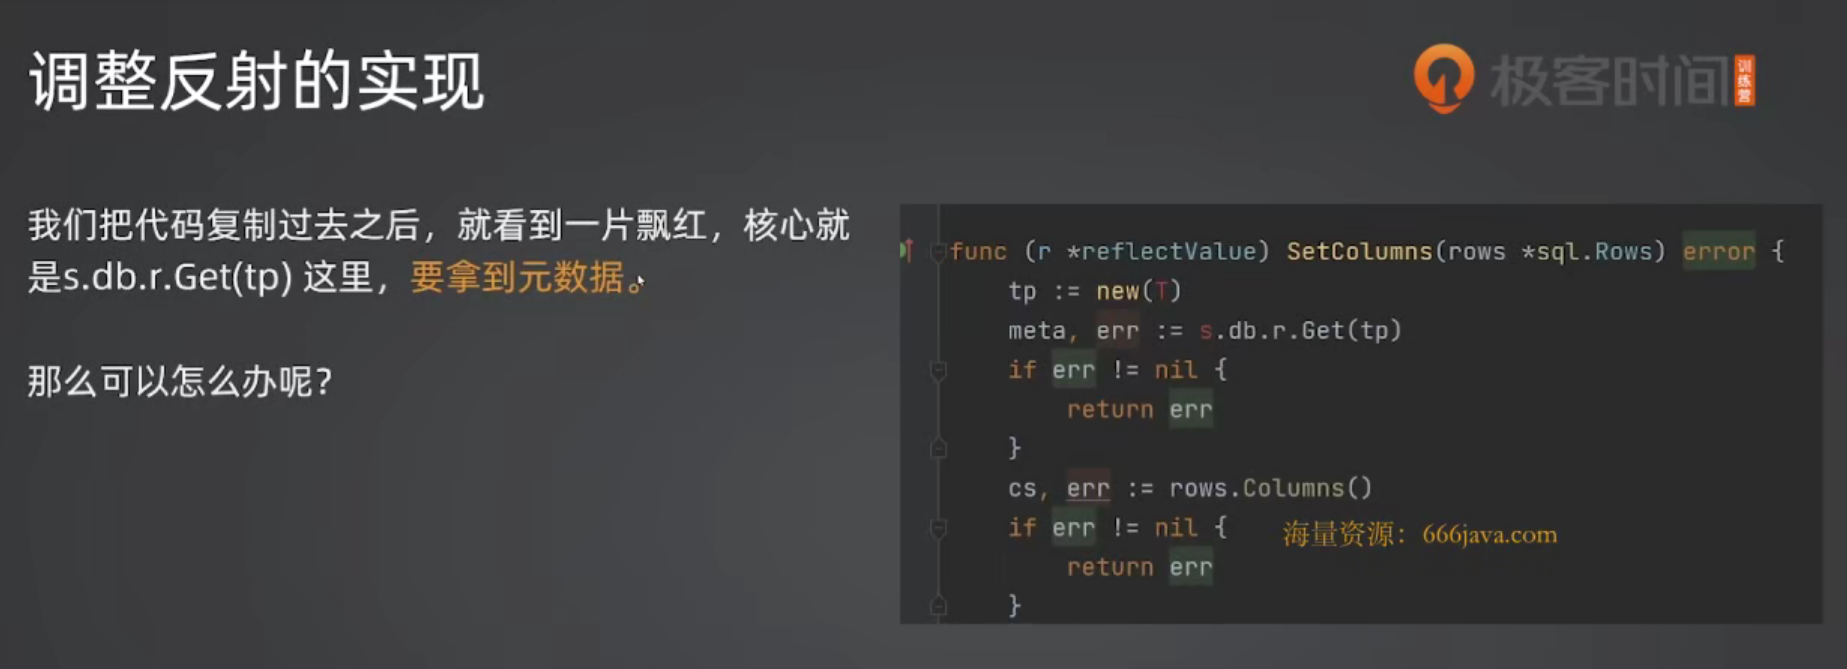 调整反射的实现
极客时间
训练营
我们把代码复制过去之后，就看到一片飘红，核心就
是s.db.r.Get(tp) 这里，要拿到元数据。
那么可以怎么办呢？
func (r *reflectValue) SetColumns(rows *sql.Rows) error {
tp := new(T)
meta, err := s.db.r.Get(tp)
if err != nil {
return err
}
cs, err := rows.Columns()
if err != nil {
return err
}
海量资源：666java.com